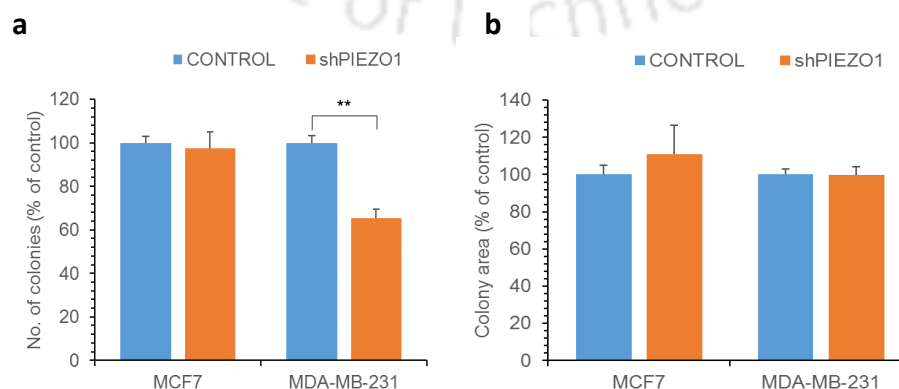 a
CONTROL shPIEZO1
No. of colonies (% of control)
120
100
80
60
40
20
0
**
MCF7 MDA-MB-231
b
CONTROL shPIEZO1
Colony area (% of control)
140
120
100
80
60
40
20
0
MCF7 MDA-MB-231